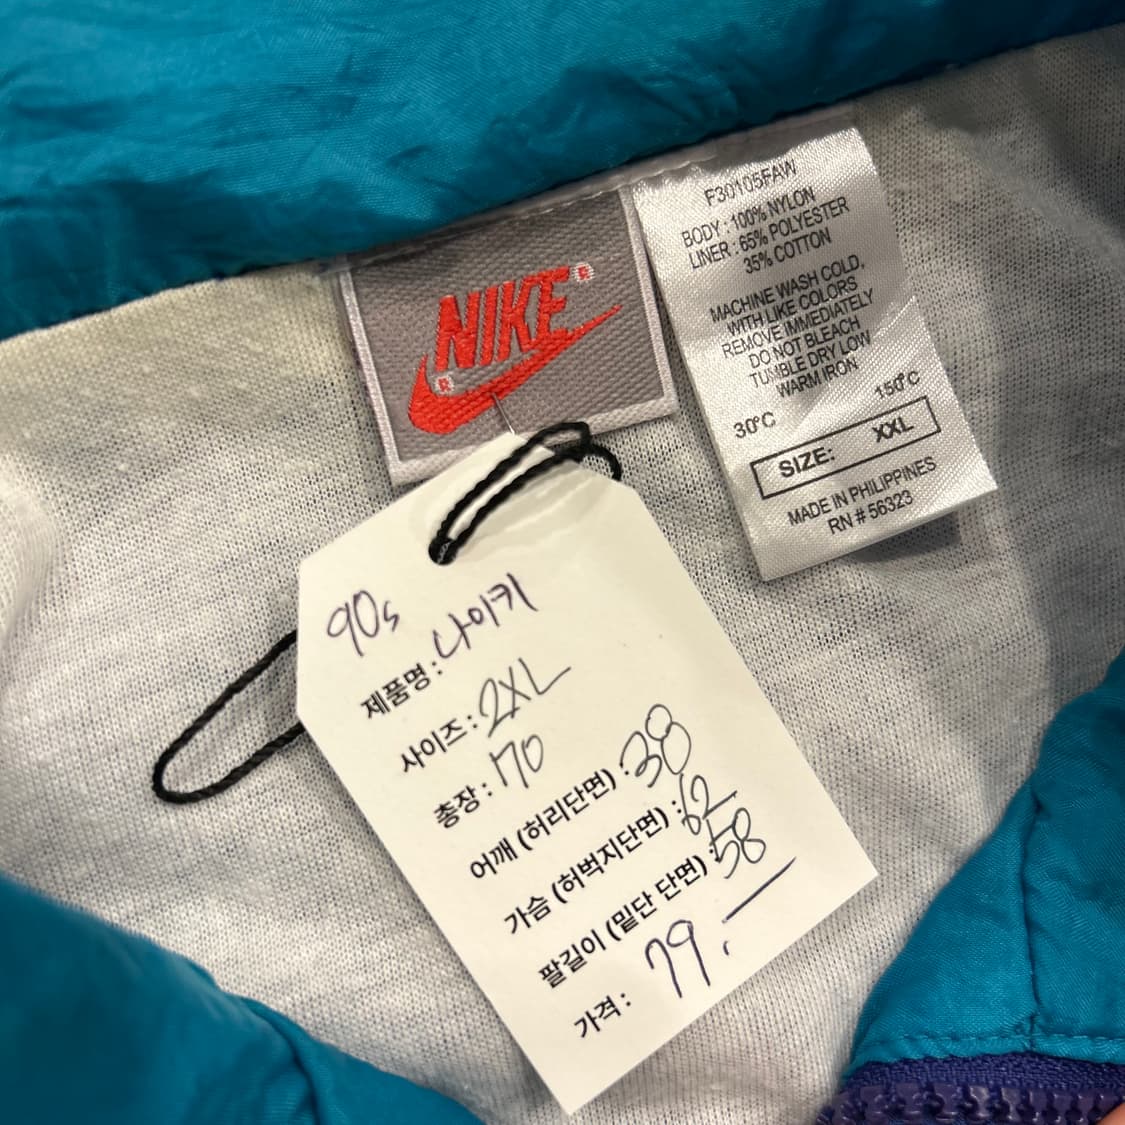 NIKE®
®
F30105FAW
BODY : 100% NYLON
LINER : 65% POLYESTER
35% COTTON
MACHINE WASH COLD,
WITH LIKE COLORS
REMOVE IMMEDIATELY
DO NOT BLEACH
TUMBLE DRY LOW
WARM IRON
30°C 150°C
SIZE: XXL
MADE IN PHILIPPINES
RN # 56323
90s
제품명 : 나이키
사이즈 : 2XL
총장 : 70
어깨 (허리단면) : 38
가슴 (허벅지단면) : 62
팔길이 (밑단 단면) : 58
가격 : 79,-